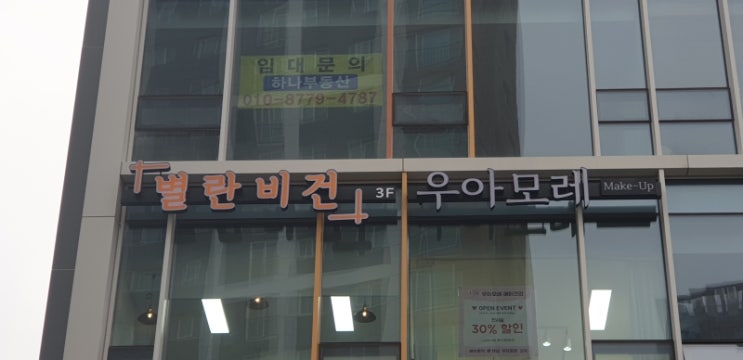 임대문의
하나부동산
010-8779-4787
별란비건 3F 우아모레 Make-Up
OPEN EVENT
30% 할인